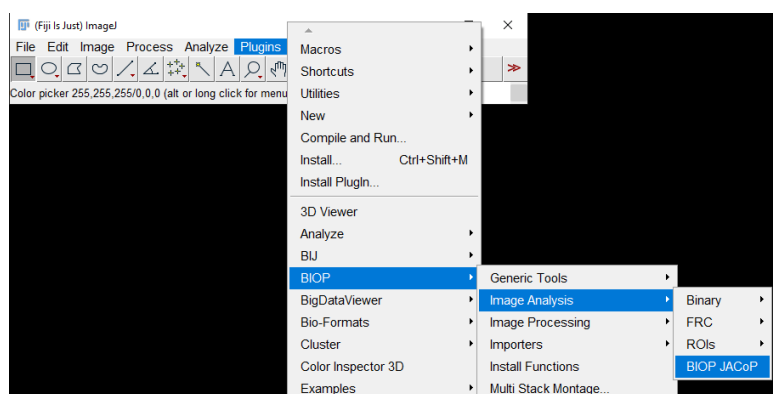 (Fiji Is Just) ImageJ
File Edit Image Process Analyze Plugins
Color picker 255,255,255/0,0,0 (alt or long click for menu
Macros
Shortcuts
Utilities
New
Compile and Run...
Install... Ctrl+Shift+M
Install PlugIn...
3D Viewer
Analyze
BIJ
BIOP
BigDataViewer
Bio-Formats
Cluster
Color Inspector 3D
Examples
Generic Tools
Image Analysis
Image Processing
Importers
Install Functions
Multi Stack Montage...
Binary
FRC
ROIs
BIOP JACoP